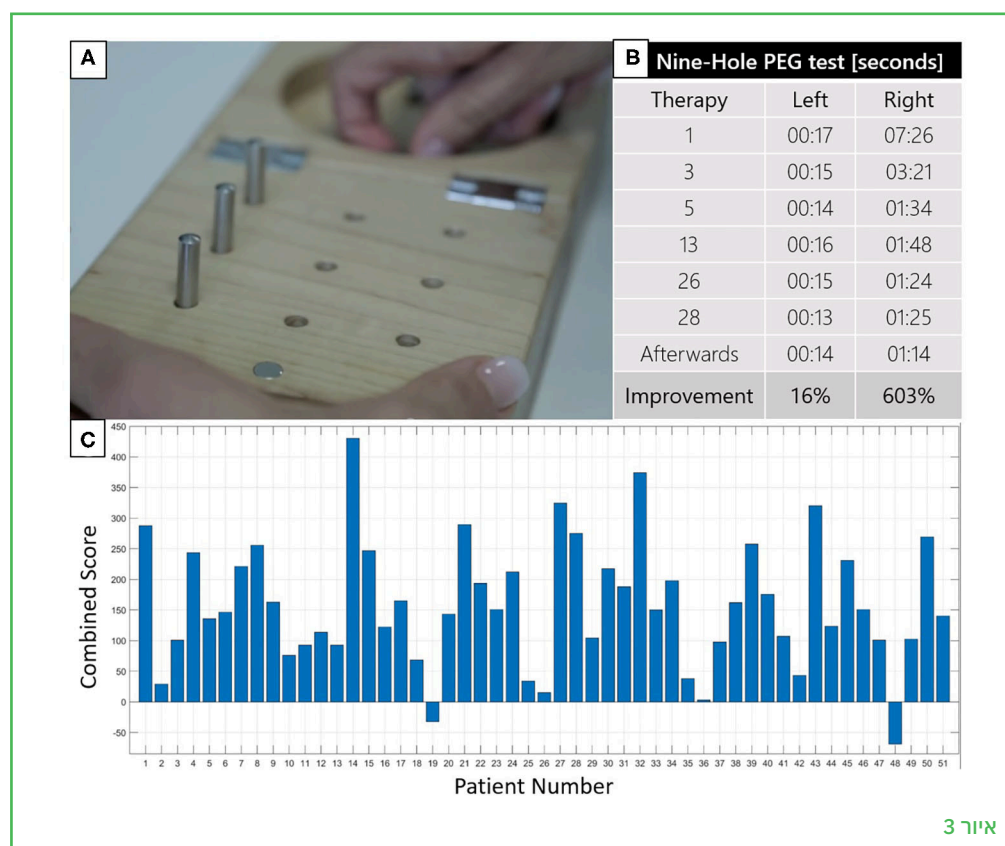 A
B Nine-Hole PEG test [seconds]
Therapy Left Right
1 00:17 07:26
3 00:15 03:21
5 00:14 01:34
13 00:16 01:48
26 00:15 01:24
28 00:13 01:25
Afterwards 00:14 01:14
Improvement 16% 603%
C
Combined Score
450
400
350
300
250
200
150
100
50
0
-50
1 2 3 4 5 6 7 8 9 10 11 12 13 14 15 16 17 18 19 20 21 22 23 24 25 26 27 28 29 30 31 32 33 34 35 36 37 38 39 40 41 42 43 44 45 46 47 48 49 50 51
Patient Number
איור 3